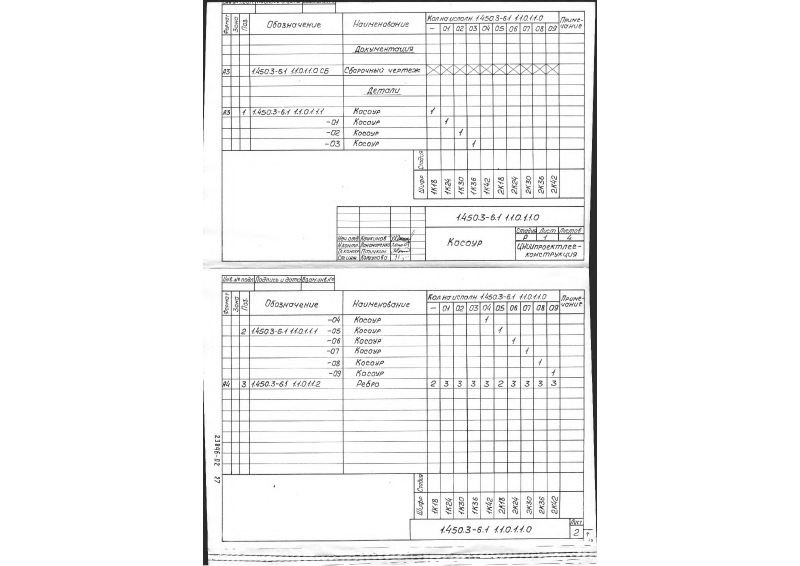 Формат Зона Поз. Обозначение Наименование Кол на исполн. 1.450.3-6.1 1.1.0.1.1.0 Приме-
чание
— 01 02 03 04 05 06 07 08 09
Документация
А3 1.450.3-6.1 1.1.0.1.1.0 СБ Сборочный чертеж
Детали
А3 1 1.450.3-6.1 1.1.0.1.1.1 Косоур 1
-01 Косоур 1
-02 Косоур 1
-03 Косоур 1
Шифр Стадия
1К18 1К24 1К30 1К36 1К42 2К18 2К24 2К30 2К36 2К42
1.450.3-6.1 1.1.0.1.1.0
Косоур
Стадия Лист Листов
Р 1 4
ЦНИИпроектлег-
конструкция
Инв.№ подл. Подпись и дата Взам.инв.№
Формат Зона Поз. Обозначение Наименование Кол на исполн. 1.450.3-6.1 1.1.0.1.1.0 Приме-
чание
— 01 02 03 04 05 06 07 08 09
-04 Косоур 1
2 1.450.3-6.1 1.1.0.1.1.1 -05 Косоур 1
-06 Косоур 1
-07 Косоур 1
-08 Косоур 1
-09 Косоур 1
А4 3 1.450.3-6.1 1.1.0.1.1.2 Ребро 2 3 3 3 3 2 3 3 3 3
23846-02 27
Шифр Стадия
1К18 1К24 1К30 1К36 1К42 2К18 2К24 2К30 2К36 2К42
1.450.3-6.1 1.1.0.1.1.0
Лист
2